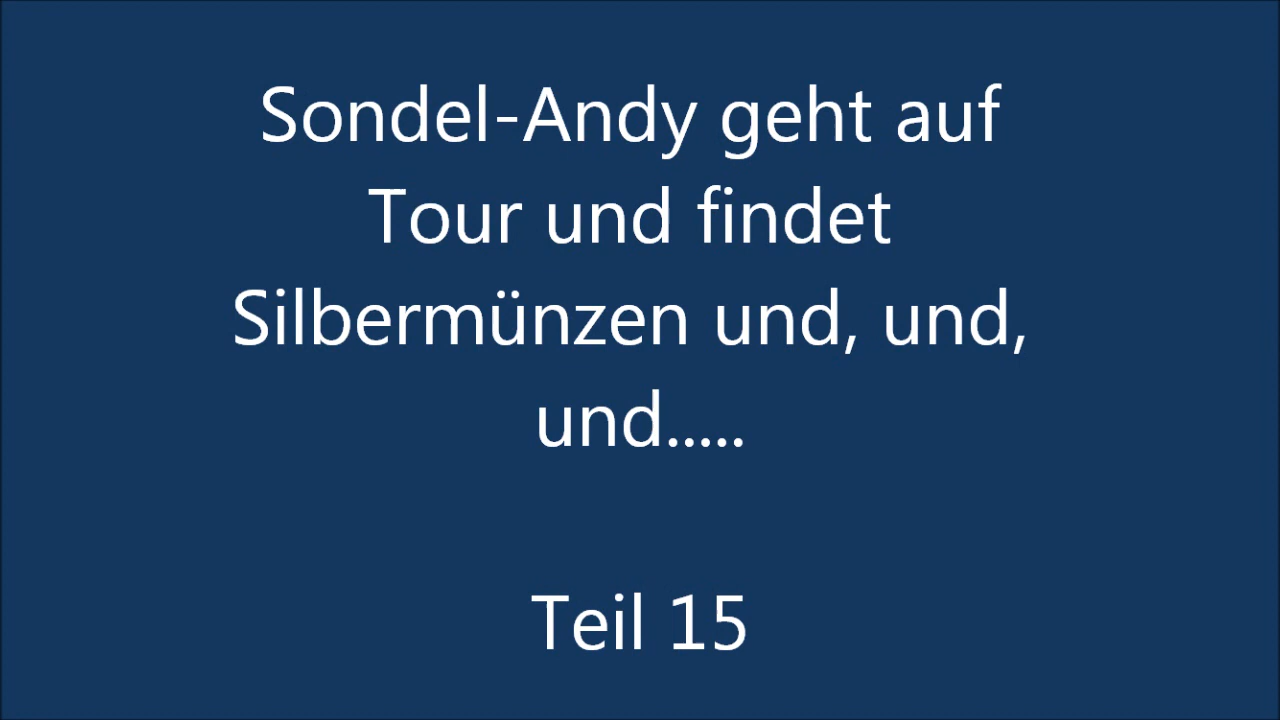 Sondel-Andy geht auf
Tour und findet
Silbermünzen und, und,
und.....
Teil 15